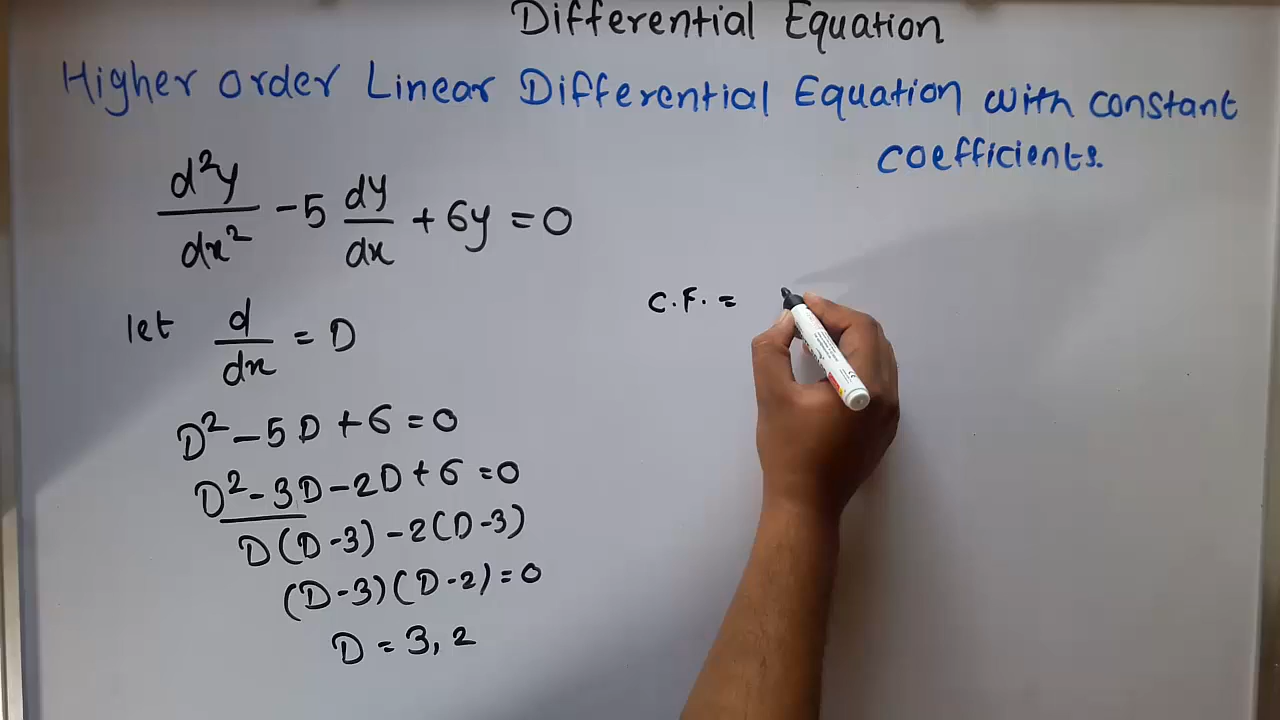 Differential Equation
Higher Order Linear Differential Equation with constant
coefficients.
d²y/dx² - 5 dy/dx + 6y = 0
let d/dx = D
D² - 5D + 6 = 0
D² - 3D - 2D + 6 = 0
D(D-3) - 2(D-3)
(D-3)(D-2) = 0
D = 3, 2
C.F. =